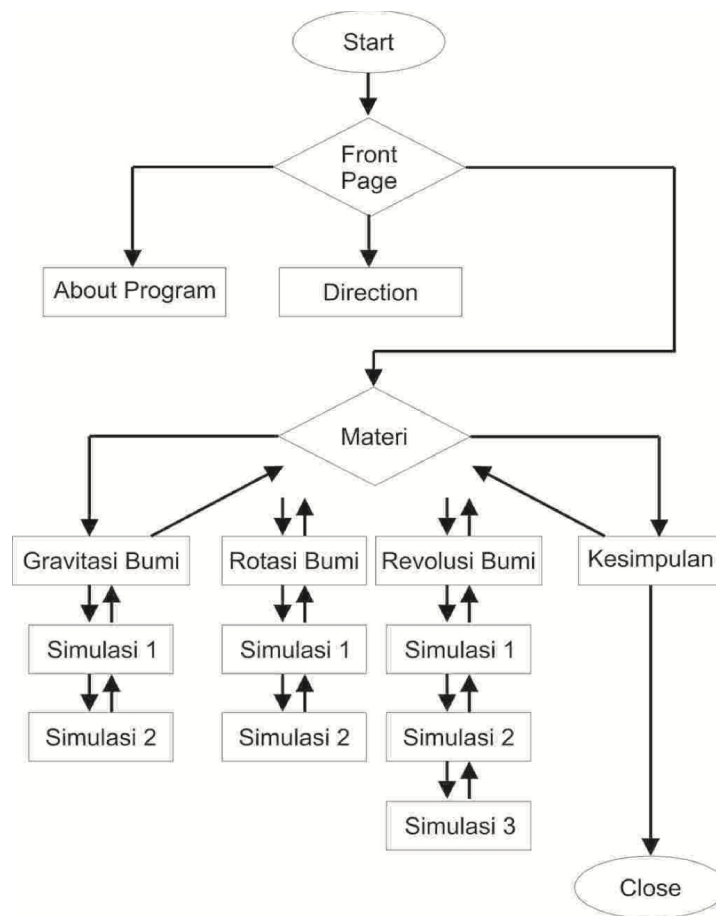 Start
Front
Page
About Program
Direction
Materi
Gravitasi Bumi
Rotasi Bumi
Revolusi Bumi
Kesimpulan
Simulasi 1
Simulasi 1
Simulasi 1
Simulasi 2
Simulasi 2
Simulasi 2
Simulasi 3
Close